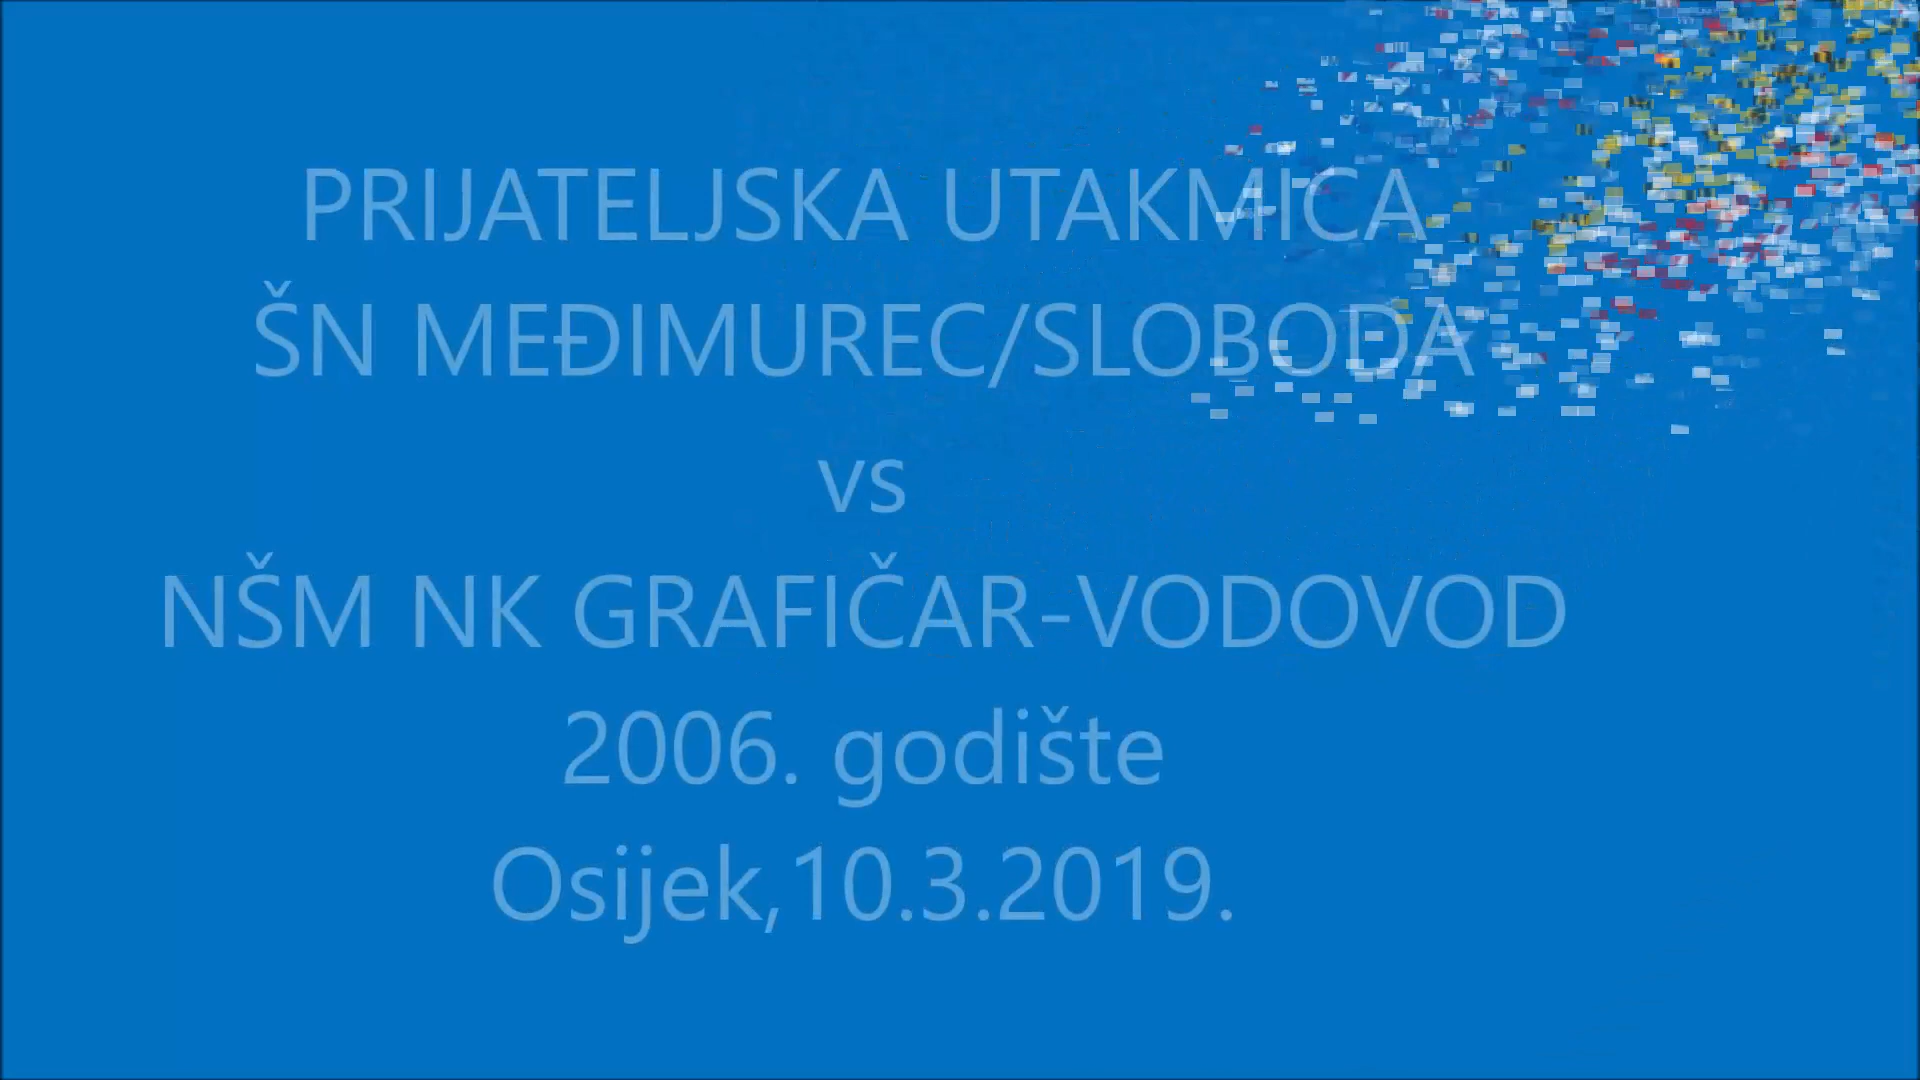 PRIJATELJSKA UTAKMICA
ŠN MEĐIMUREC/SLOBODA
vs
NŠM NK GRAFIČAR-VODOVOD
2006. godište
Osijek,10.3.2019.